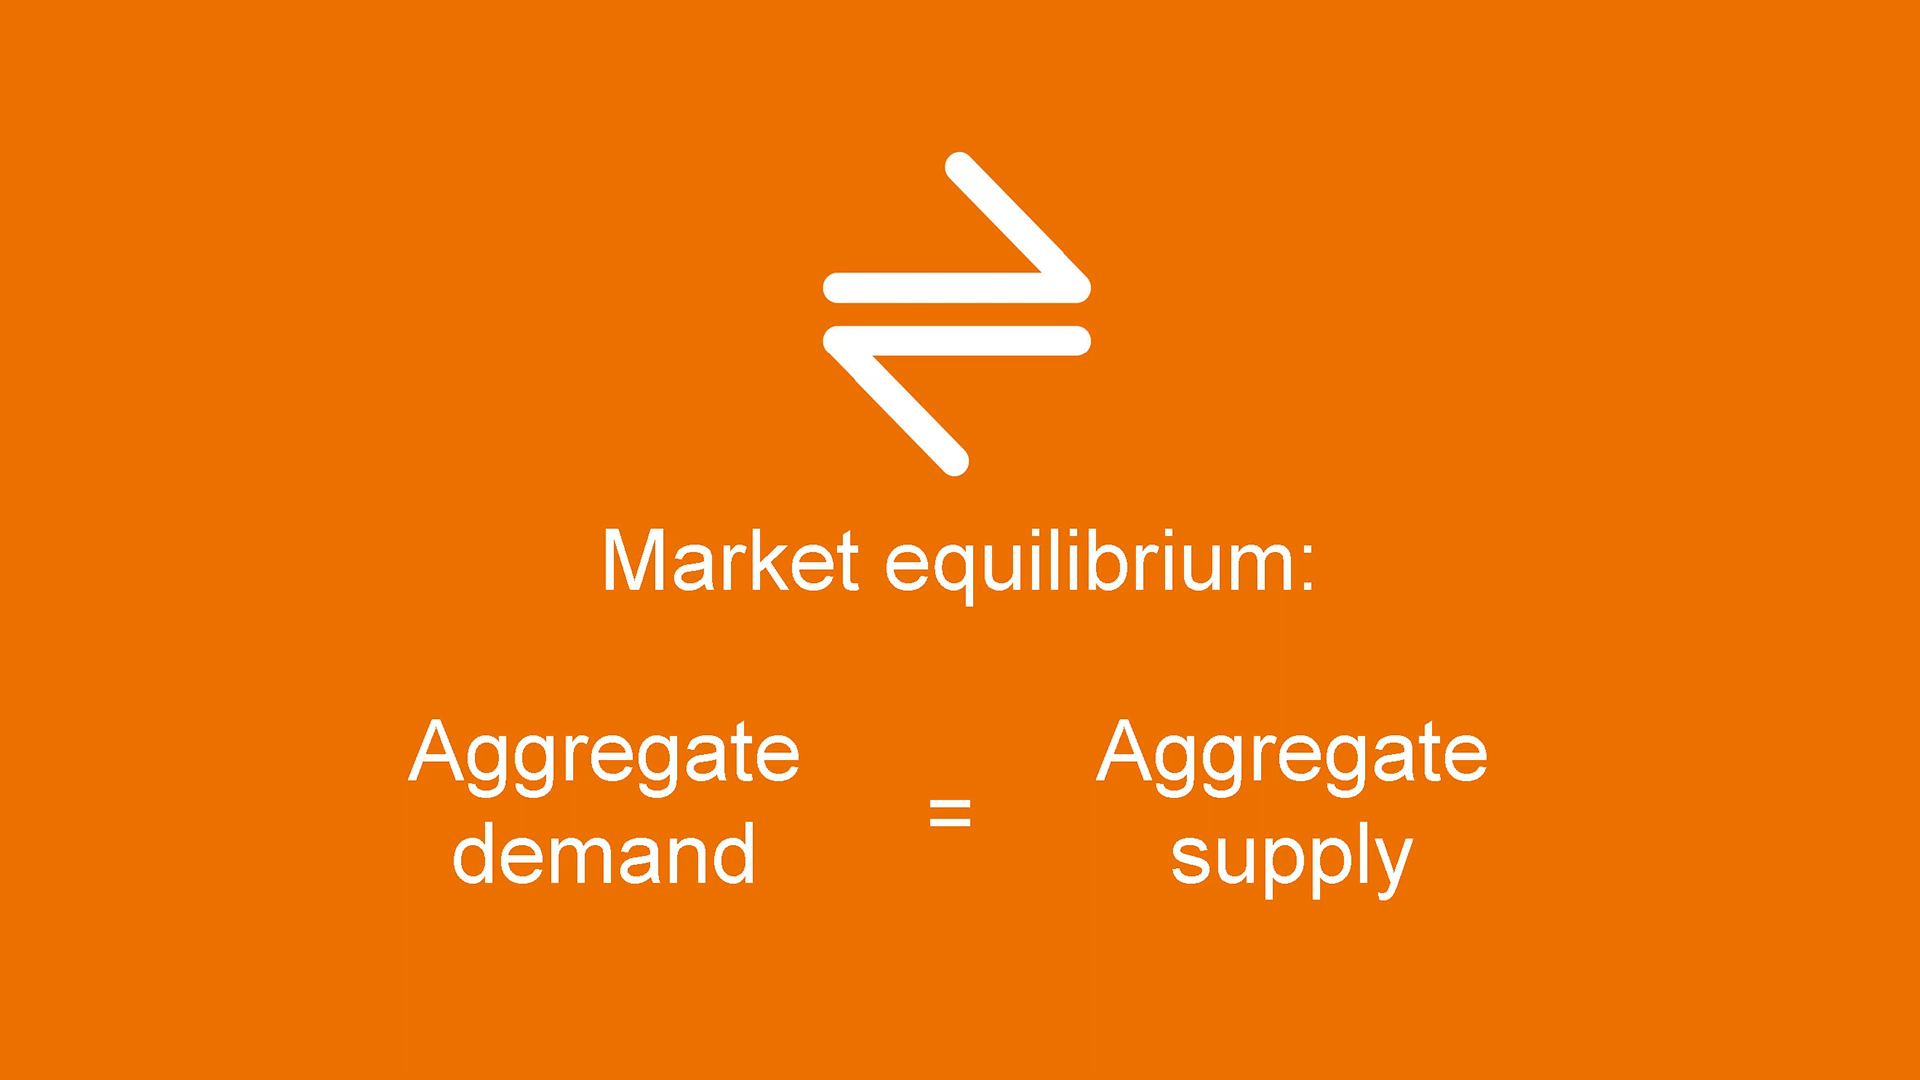 Market equilibrium:
Aggregate
demand
=
Aggregate
supply